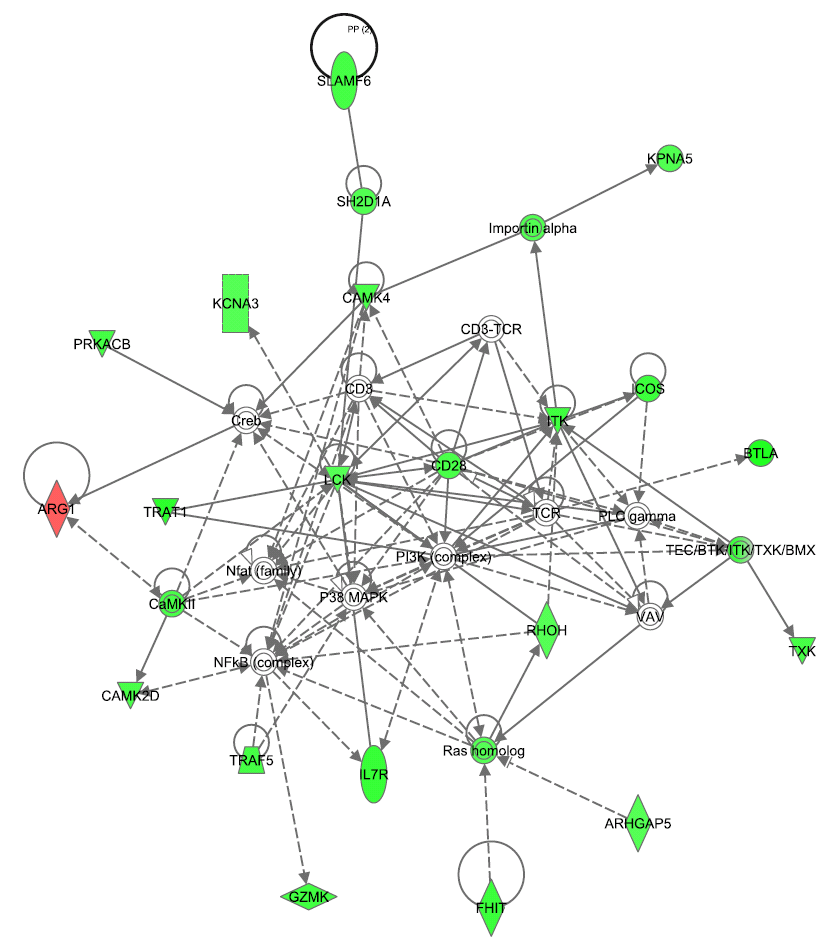 PP (2)
SLAMF6
KPNA5
SH2D1A
Importin alpha
KCNA3
CAMK4
CD3-TCR
PRKACB
CD3
ICOS
Creb
ITK
BTLA
CD28
LCK
ARG1
TRAT1
TCR
PLC gamma
TEC/BTK/ITK/TXK/BMX
PI3K (complex)
Nfat (family)
P38 MAPK
CaMKII
VAV
RHOH
TXK
NFkB (complex)
CAMK2D
Ras homolog
TRAF5
IL7R
ARHGAP5
GZMK
FHIT